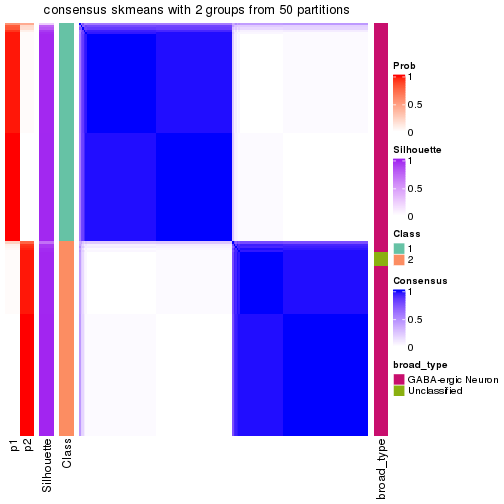 consensus skmeans with 2 groups from 50 partitions
Prob
1
0.5
0
Silhouette
1
0.5
0
Class
1
2
Consensus
1
0.5
0
broad_type
GABA-ergic Neuron
Unclassified
p1
p2
Silhouette
Class
broad_type